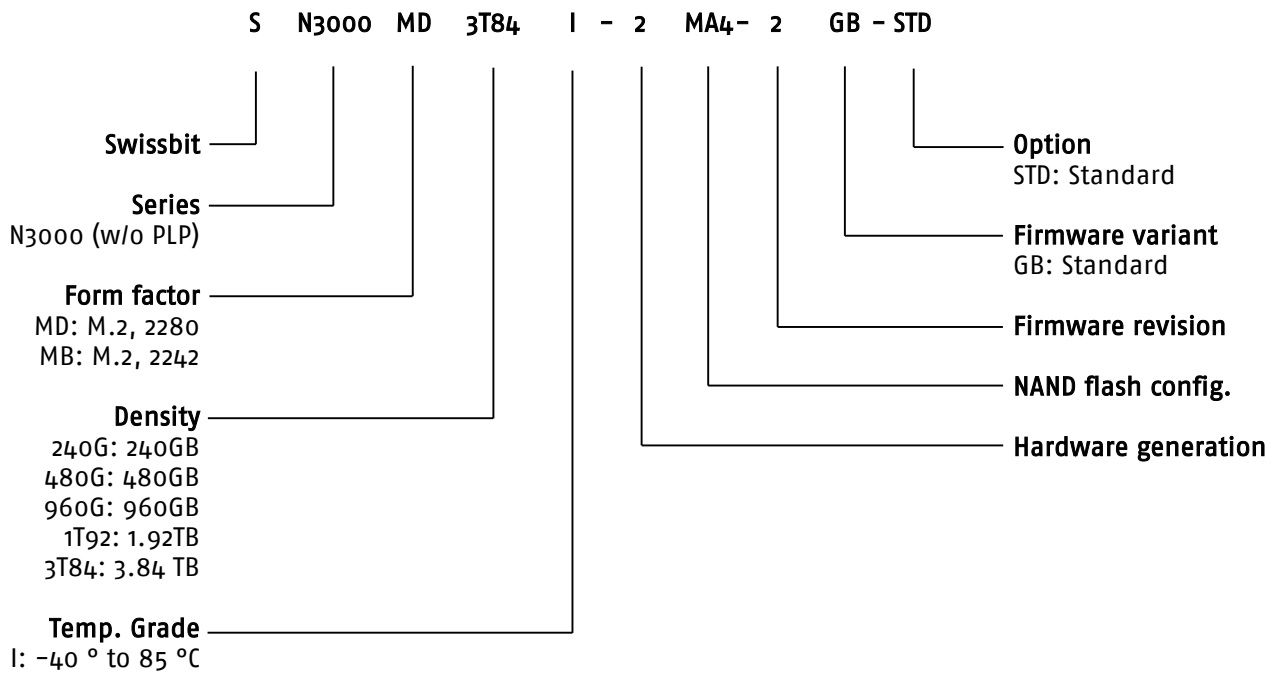 S N3000 MD 3T84 I - 2 MA4- 2 GB - STD
Swissbit
Series
N3000 (w/o PLP)
Form factor
MD: M.2, 2280
MB: M.2, 2242
Density
240G: 240GB
480G: 480GB
960G: 960GB
1T92: 1.92TB
3T84: 3.84 TB
Temp. Grade
I: -40 ° to 85 °C
Option
STD: Standard
Firmware variant
GB: Standard
Firmware revision
NAND flash config.
Hardware generation